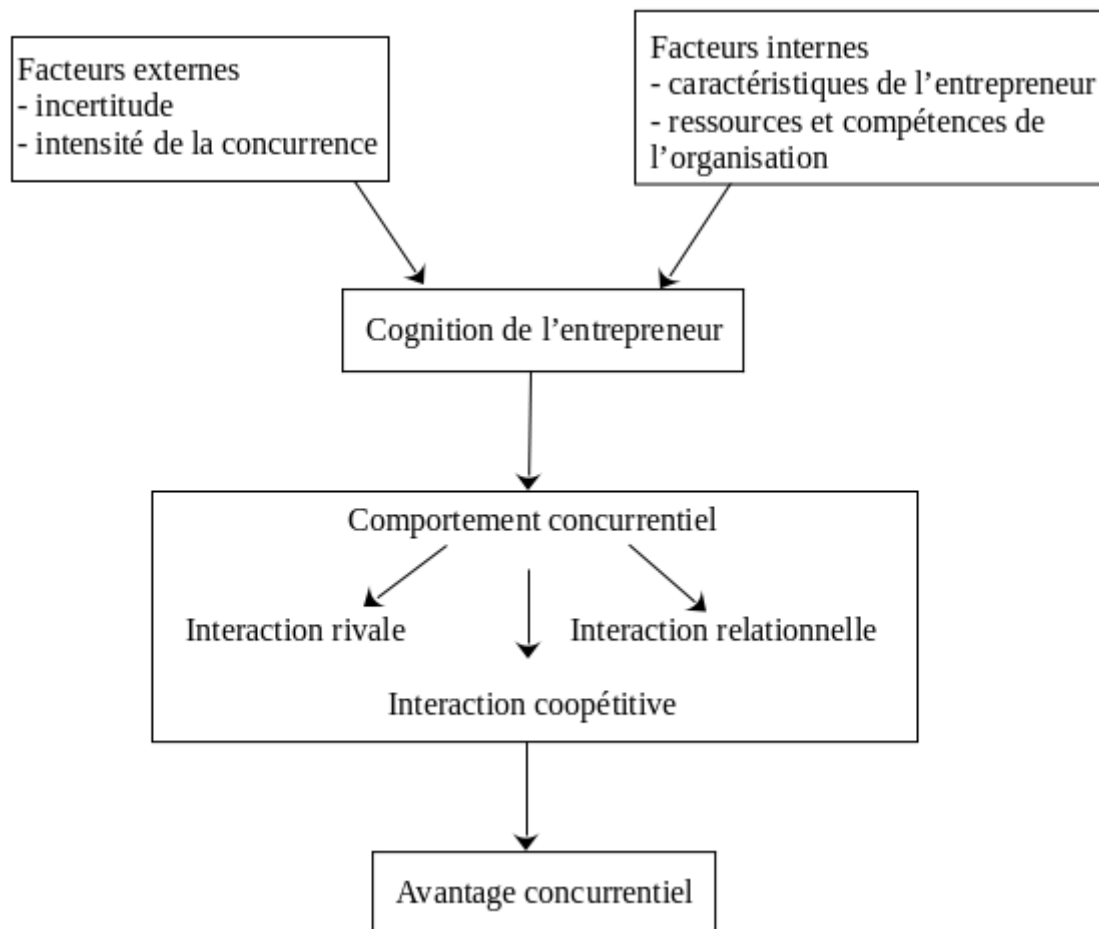 Facteurs externes
- incertitude
- intensité de la concurrence
Facteurs internes
- caractéristiques de l’entrepreneur
- ressources et compétences de
l’organisation
Cognition de l’entrepreneur
Comportement concurrentiel
Interaction rivale
Interaction relationnelle
Interaction coopétitive
Avantage concurrentiel